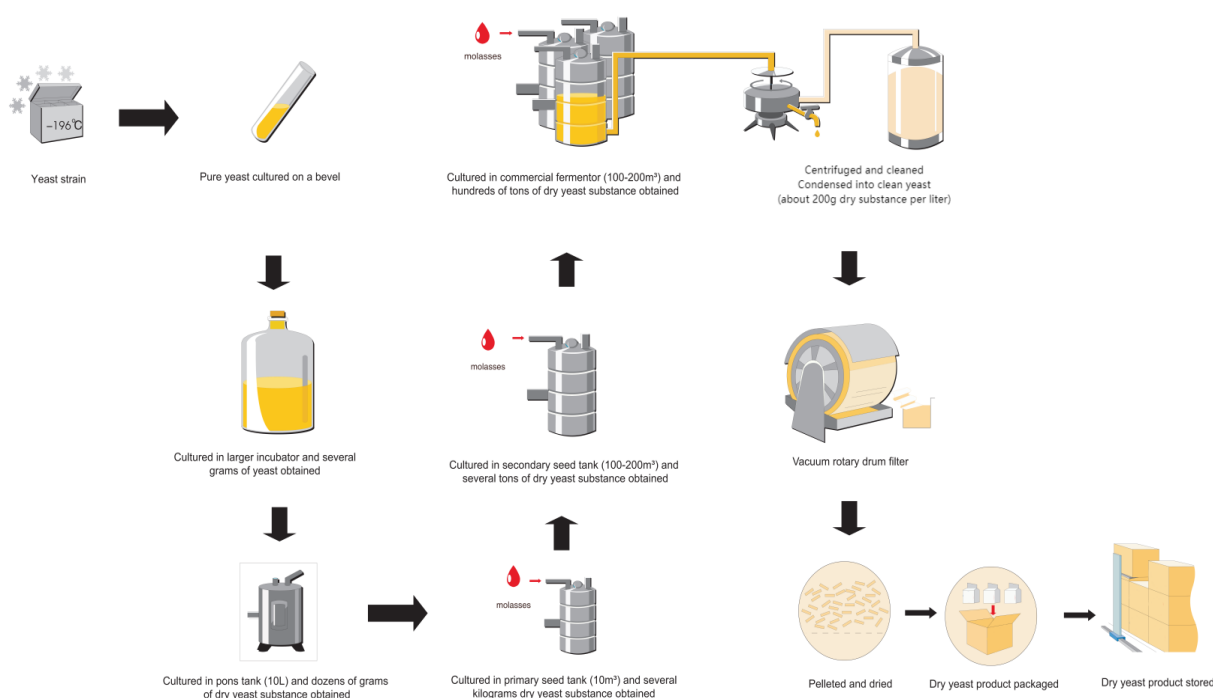 −196℃
Yeast strain
Pure yeast cultured on a bevel
Cultured in larger incubator and several
grams of yeast obtained
Cultured in pons tank (10L) and dozens of grams
of dry yeast substance obtained
molasses
Cultured in primary seed tank (10m³) and several
kilograms dry yeast substance obtained
molasses
Cultured in secondary seed tank (100-200m³) and
several tons of dry yeast substance obtained
molasses
Cultured in commercial fermentor (100-200m³) and
hundreds of tons of dry yeast substance obtained
Centrifuged and cleaned
Condensed into clean yeast
(about 200g dry substance per liter)
Vacuum rotary drum filter
Pelleted and dried
Dry yeast product packaged
Dry yeast product stored